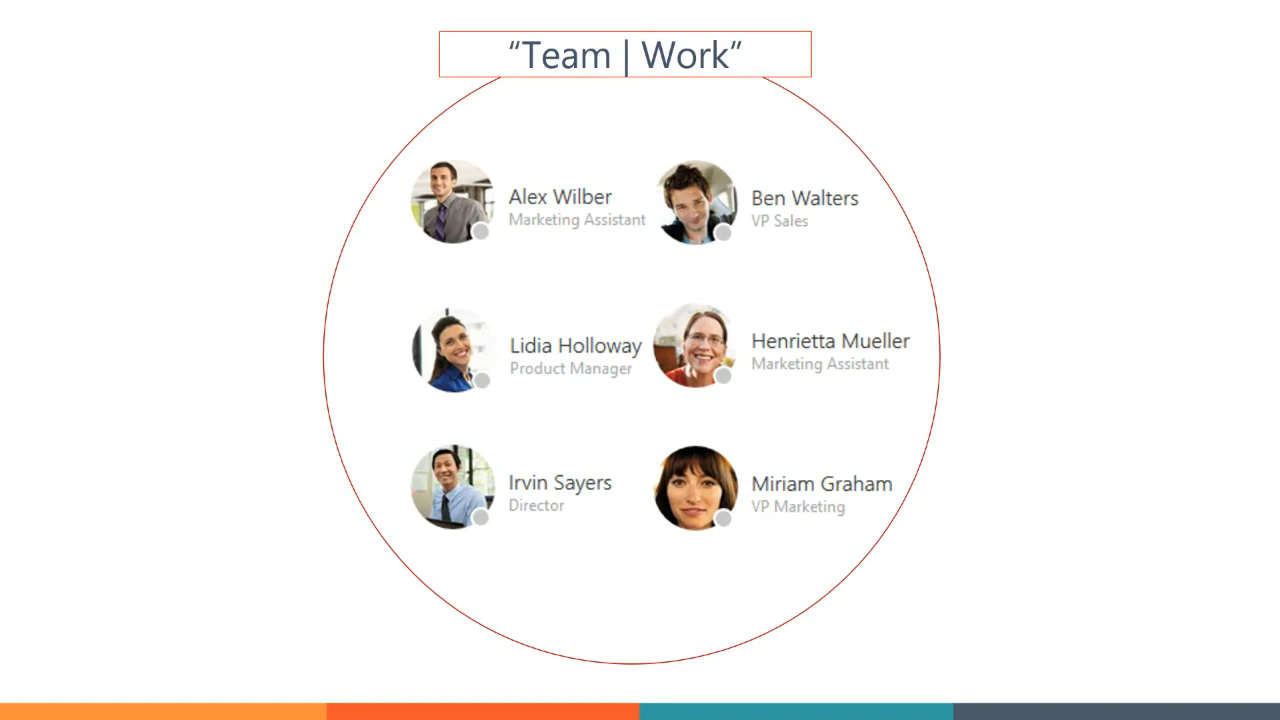 “Team | Work”
Alex Wilber
Marketing Assistant
Ben Walters
VP Sales
Lidia Holloway
Product Manager
Henrietta Mueller
Marketing Assistant
Irvin Sayers
Director
Miriam Graham
VP Marketing